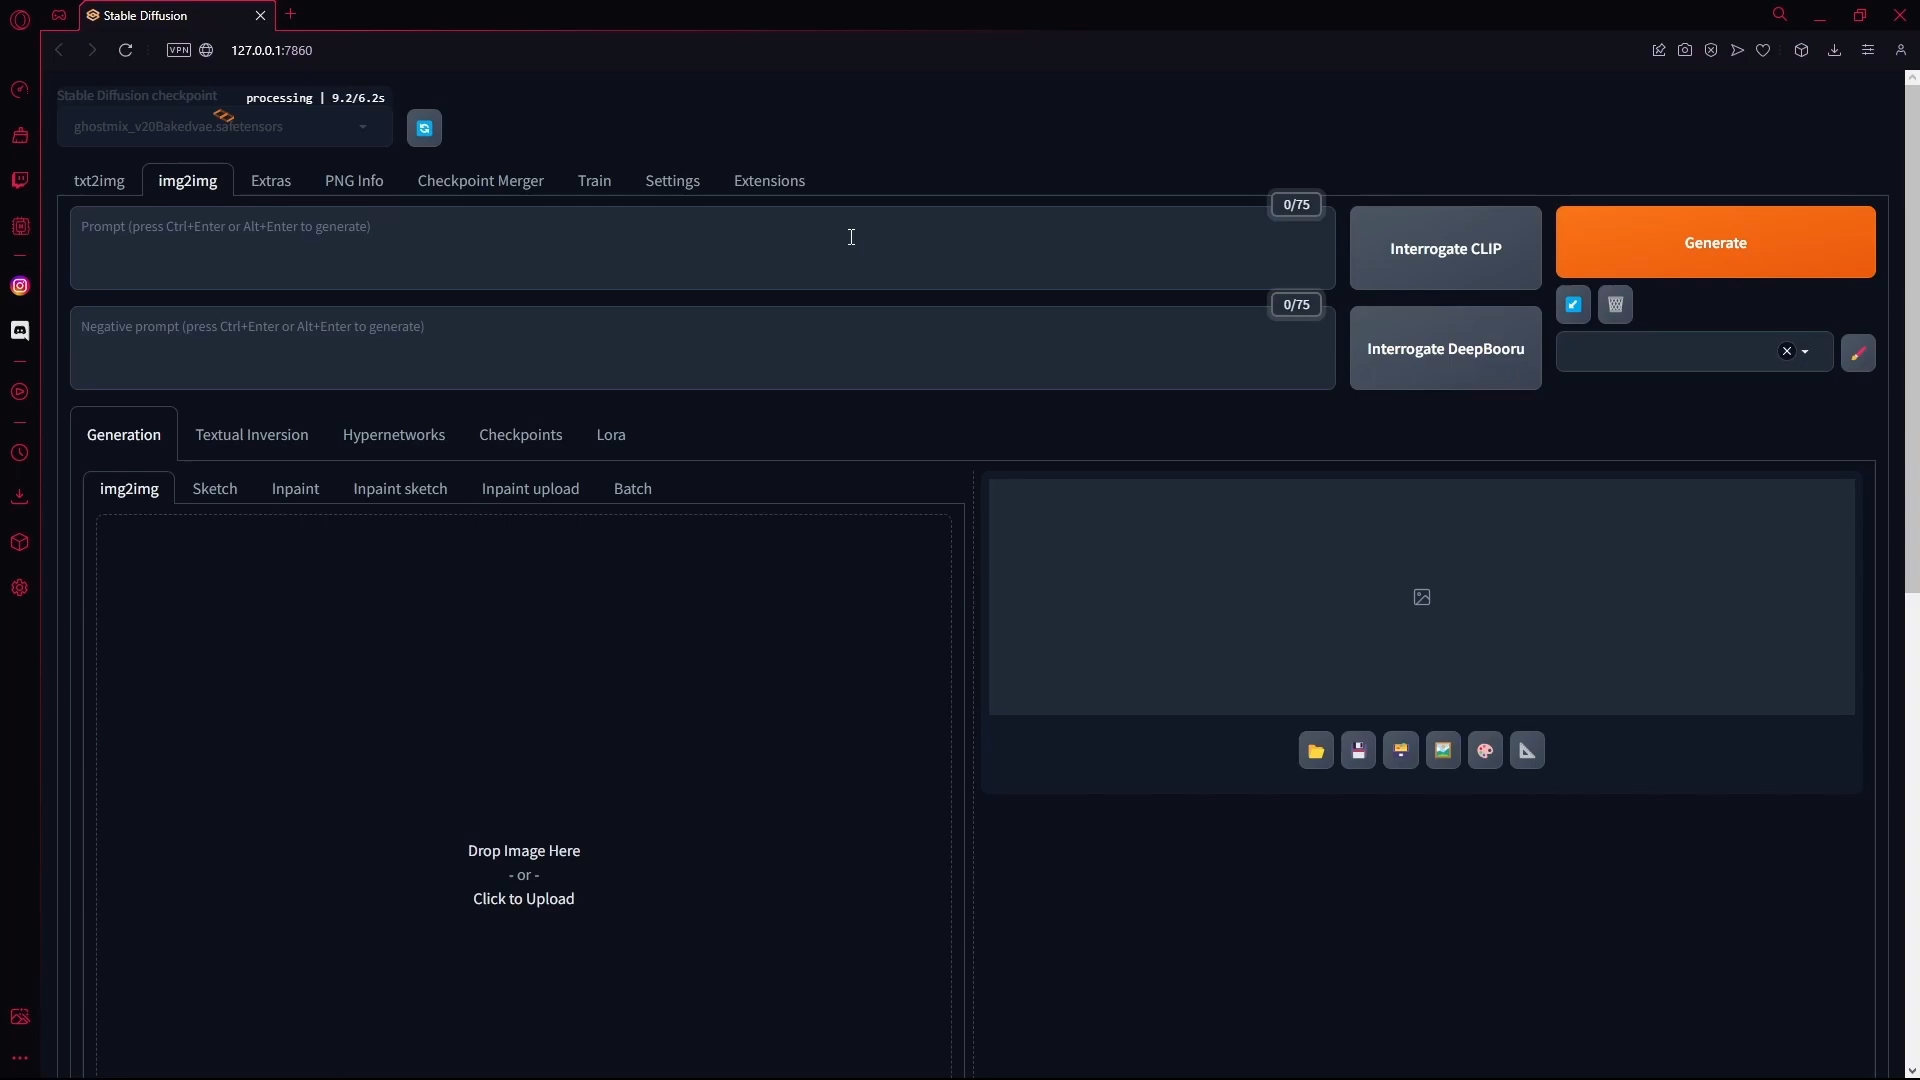 Stable Diffusion
VPN
127.0.0.1:7860
Stable Diffusion checkpoint
processing | 9.2/6.2s
ghostmix_v20Bakedvae.safetensors
txt2img
img2img
Extras
PNG Info
Checkpoint Merger
Train
Settings
Extensions
Prompt (press Ctrl+Enter or Alt+Enter to generate)
0/75
Interrogate CLIP
Generate
Negative prompt (press Ctrl+Enter or Alt+Enter to generate)
0/75
Interrogate DeepBooru
Generation
Textual Inversion
Hypernetworks
Checkpoints
Lora
img2img
Sketch
Inpaint
Inpaint sketch
Inpaint upload
Batch
Drop Image Here
- or -
Click to Upload